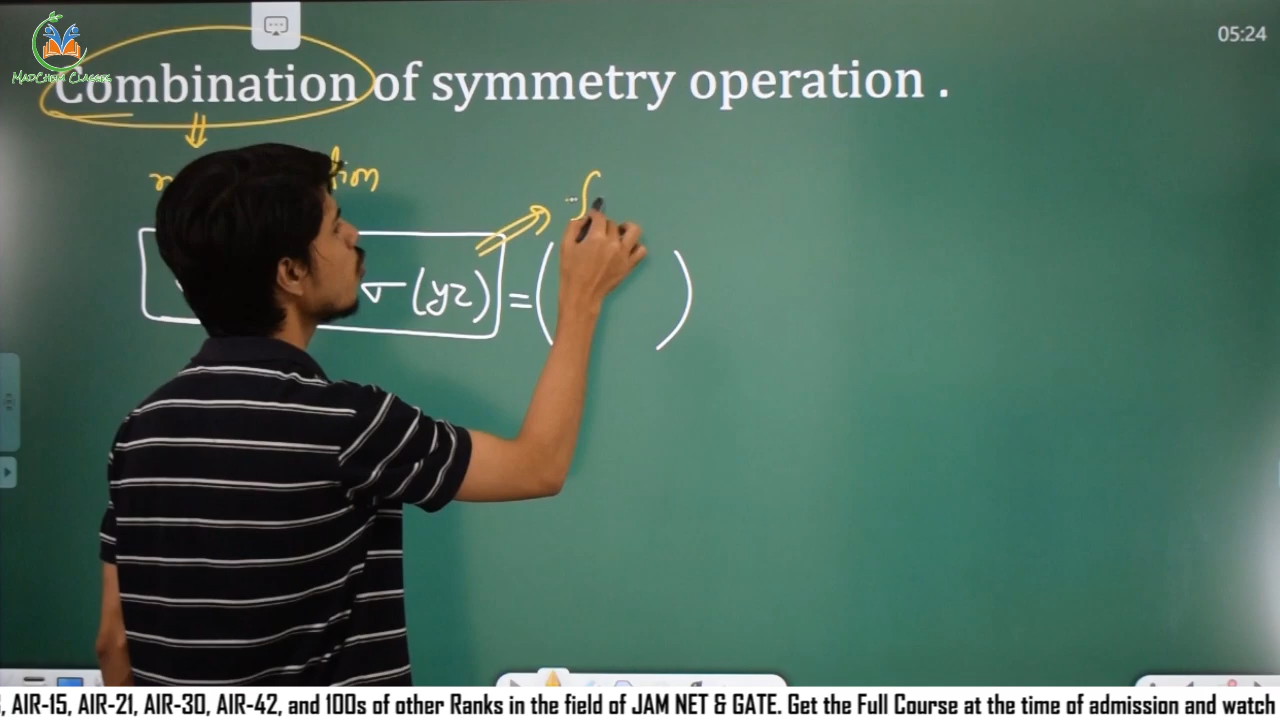 MadChem Classes
05:24
Combination of symmetry operation .
σ (yz) = ( )
, AIR-15, AIR-21, AIR-30, AIR-42, and 100s of other Ranks in the field of JAM NET & GATE. Get the Full Course at the time of admission and watch